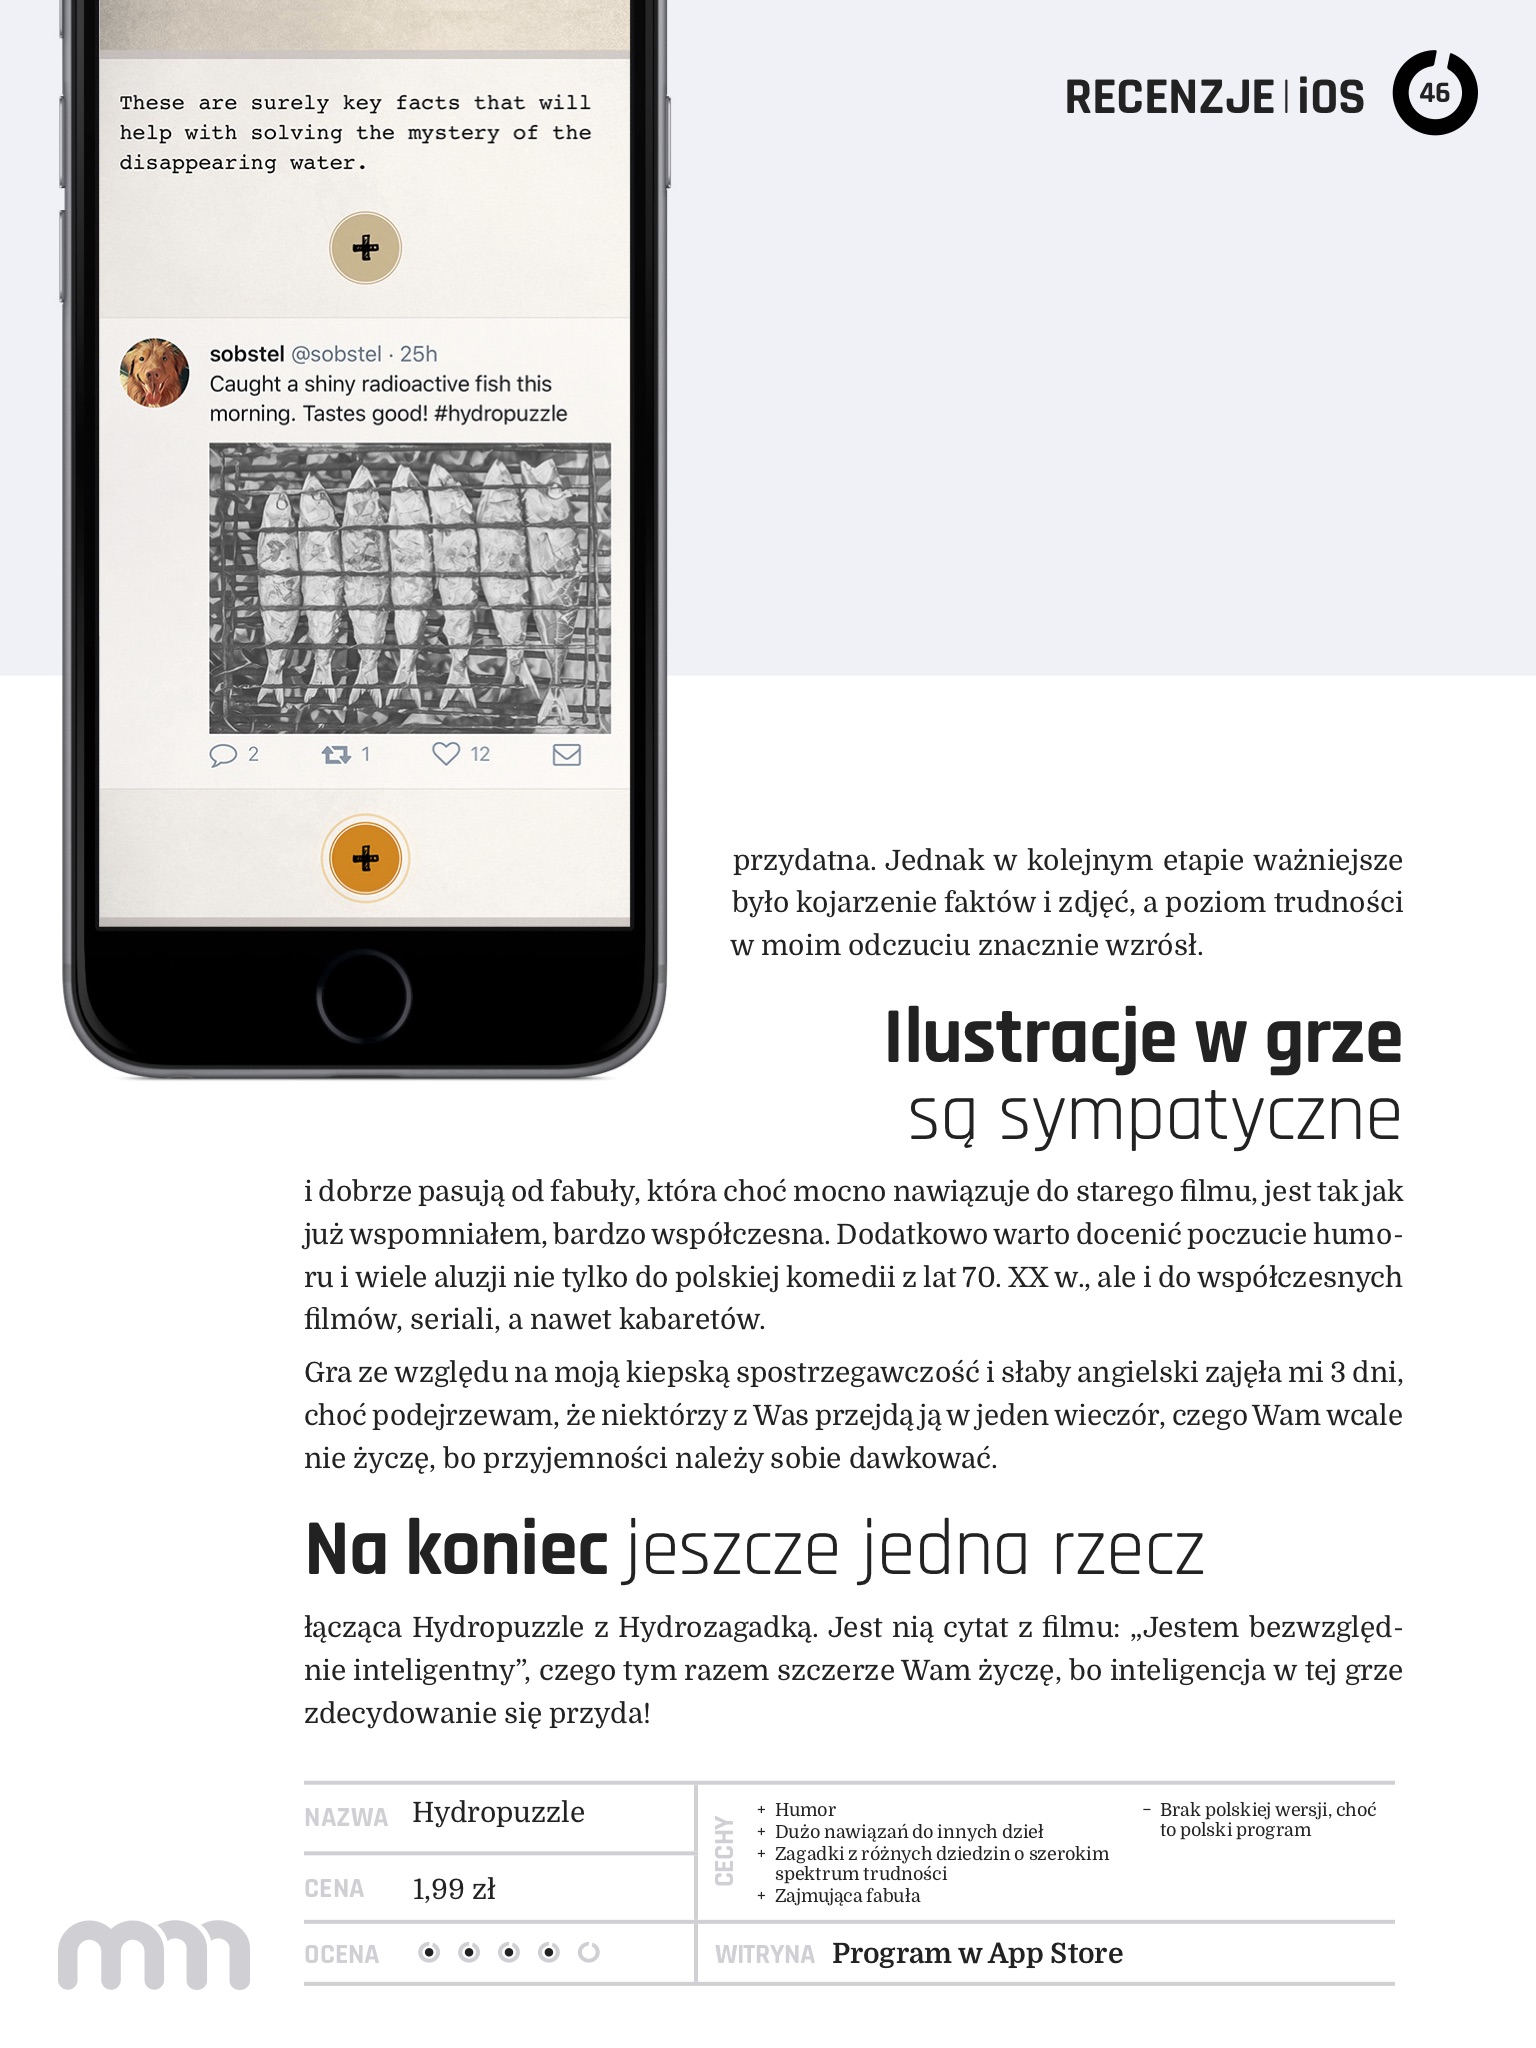 RECENZJE | iOS 46
These are surely key facts that will
help with solving the mystery of the
disappearing water.
sobstel @sobstel · 25h
Caught a shiny radioactive fish this
morning. Tastes good! #hydropuzzle
2 1 12
przydatna. Jednak w kolejnym etapie ważniejsze
było kojarzenie faktów i zdjęć, a poziom trudności
w moim odczuciu znacznie wzrósł.
Ilustracje w grze
są sympatyczne
i dobrze pasują od fabuły, która choć mocno nawiązuje do starego filmu, jest tak jak
już wspomniałem, bardzo współczesna. Dodatkowo warto docenić poczucie humo-
ru i wiele aluzji nie tylko do polskiej komedii z lat 70. XX w., ale i do współczesnych
filmów, seriali, a nawet kabaretów.
Gra ze względu na moją kiepską spostrzegawczość i słaby angielski zajęła mi 3 dni,
choć podejrzewam, że niektórzy z Was przejdą ją w jeden wieczór, czego Wam wcale
nie życzę, bo przyjemności należy sobie dawkować.
Na koniec jeszcze jedna rzecz
łącząca Hydropuzzle z Hydrozagadką. Jest nią cytat z filmu: „Jestem bezwzględ-
nie inteligentny”, czego tym razem szczerze Wam życzę, bo inteligencja w tej grze
zdecydowanie się przyda!
NAZWA Hydropuzzle
CENA 1,99 zł
OCENA
CECHY
+ Humor
+ Dużo nawiązań do innych dzieł
+ Zagadki z różnych dziedzin o szerokim
spektrum trudności
+ Zajmująca fabuła
– Brak polskiej wersji, choć
to polski program
WITRYNA Program w App Store
mn